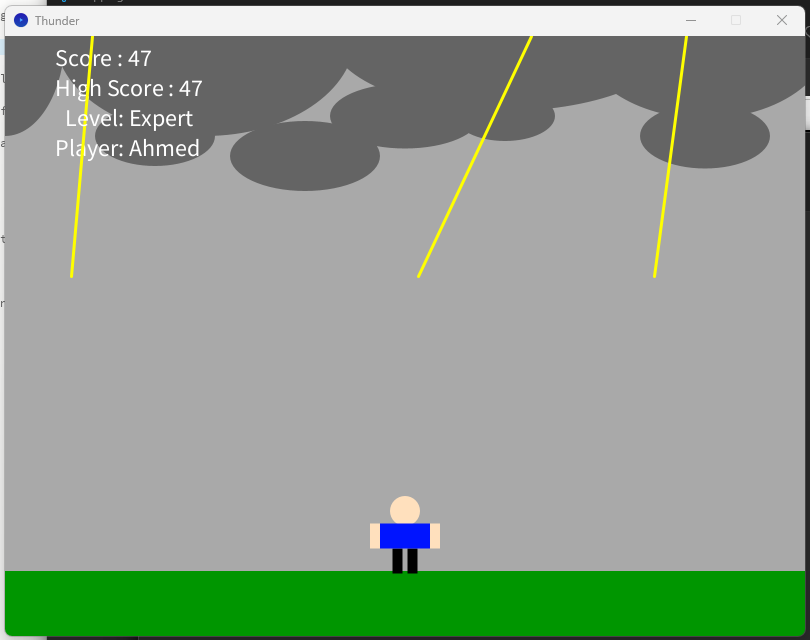 Thunder
Score : 47
High Score : 47
Level: Expert
Player: Ahmed